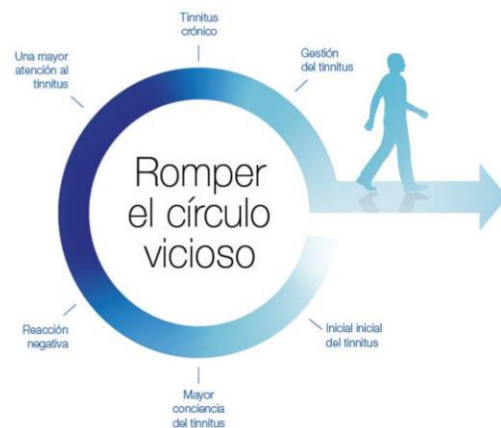 Tinnitus
crónico
Una mayor
atención al
tinnitus
Gestión
del tinnitus
Romper
el círculo
vicioso
Reacción
negativa
Inicial inicial
del tinnitus
Mayor
conciencia
del tinnitus